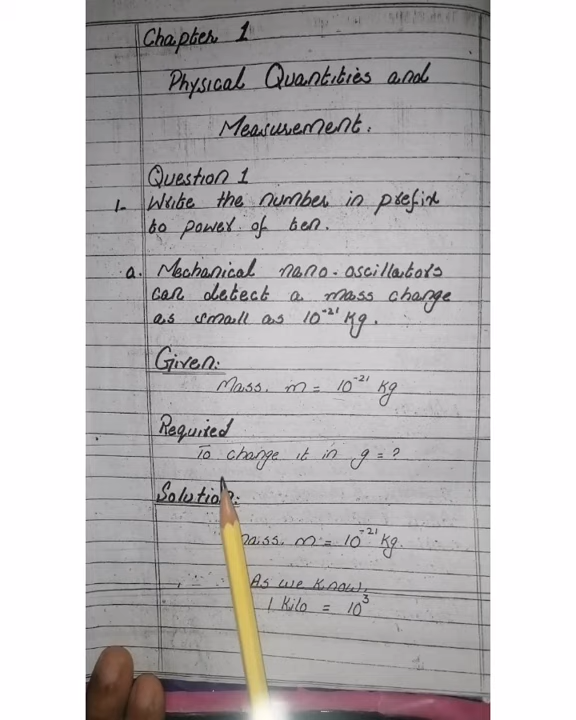 Chapter 1
Physical Quantities and
Measurement.
Question 1
1- Write the number in prefix
to power of ten.
a. Mechanical nano-oscillators
can detect a mass change
as small as 10⁻²¹ kg.
Given:
Mass. m = 10⁻²¹ kg
Required
To change it in g = ?
Solution:
Mass. m = 10⁻²¹ kg.
As we know,
1 Kilo = 10³